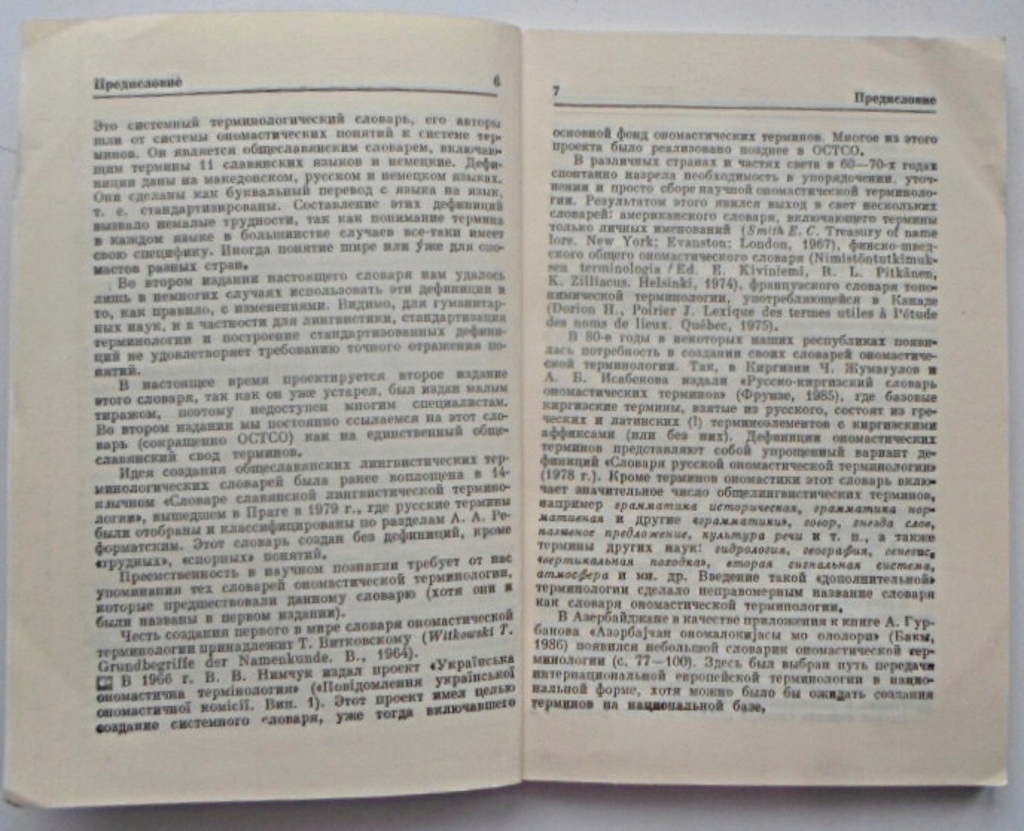 Предисловие 6
Это системный терминологический словарь, его авторы
шли от системы ономастических понятий к системе тер-
минов. Он является общеславянским словарем, включаю-
щим термины 11 славянских языков и немецкие. Дефи-
ниции даны на македонском, русском и немецком языках.
Они сделаны как буквальный перевод с языка на язык,
т. е. стандартизированы. Составление этих дефиниций
вызвало немалые трудности, так как понимание термина
в каждом языке в большинстве случаев все-таки имеет
свою специфику. Иногда понятие шире или у́же для оно-
мастов разных стран.
Во втором издании настоящего словаря нам удалось
лишь в немногих случаях использовать эти дефиниции и
то, как правило, с изменениями. Видимо, для гуманитар-
ных наук, и в частности для лингвистики, стандартизация
терминологии и построение стандартизованных дефини-
ций не удовлетворяет требованию точного отражения по-
нятий.
В настоящее время проектируется второе издание
этого словаря, так как он уже устарел, был издан малым
тиражом, поэтому недоступен многим специалистам.
Во втором издании мы постоянно ссылаемся на этот сло-
варь (сокращенно ОСТСО) как на единственный обще-
славянский свод терминов.
Идея создания общеславянских лингвистических тер-
минологических словарей была ранее воплощена в 14-
язычном «Словаре славянской лингвистической термино-
логии», вышедшем в Праге в 1979 г., где русские термины
были отобраны и классифицированы по разделам А. А. Ре-
форматским. Этот словарь создан без дефиниций, кроме
«трудных», «спорных» понятий.
Преемственность в научном познании требует от нас
упоминания тех словарей ономастической терминологии,
которые предшествовали данному словарю (хотя они и
были названы в первом издании).
Честь создания первого в мире словаря ономастической
терминологии принадлежит Т. Витковскому (Witkowski T.
Grundbegriffe der Namenkunde. B., 1964).
В 1966 г. В. В. Нимчук издал проект «Українська
ономастична термінологія» («Повідомлення української
ономастичної комісії. Вип. 1). Этот проект имел целью
создание системного словаря, уже тогда включавшего
7 Предисловие
основной фонд ономастических терминов. Многое из этого
проекта было реализовано позднее в ОСТСО.
В различных странах и частях света в 60—70-х годах
спонтанно назрела необходимость в упорядочении, уточ-
нении и просто сборе научной ономастической терминоло-
гии. Результатом этого явился выход в свет нескольких
словарей: американского словаря, включающего термины
только личных именований (Smith E. C. Treasury of name
lore. New York; Evanston; London, 1967), финско-швед-
ского общего ономастического словаря (Nimistöntutkimuk-
sen terminologia / Ed. E. Kiviniemi, R. L. Pitkänen,
K. Zilliacus. Helsinki, 1974), французского словаря топо-
нимической терминологии, употребляющейся в Канаде
(Dorion H., Poirier J. Lexique des termes utiles à l'étude
des noms de lieux. Québec, 1975).
В 80-е годы в некоторых наших республиках появи-
лась потребность в создании своих словарей ономастиче-
ской терминологии. Так, в Киргизии Ч. Жумагулов и
А. Б. Исабекова издали «Русско-киргизский словарь
ономастических терминов» (Фрунзе, 1985), где базовые
киргизские термины, взятые из русского, состоят из гре-
ческих и латинских (!) терминоэлементов с киргизскими
аффиксами (или без них). Дефиниции ономастических
терминов представляют собой упрощенный вариант де-
финиций «Словаря русской ономастической терминологии»
(1978 г.). Кроме терминов ономастики этот словарь вклю-
чает значительное число общелингвистических терминов,
например грамматика историческая, грамматика нор-
мативная и другие «грамматики», говор, гнезда слов,
назывное предложение, культура речи и т. п., а также
термины других наук: гидрология, география, генезис,
«вертикальная погодка», вторая сигнальная система,
атмосфера и мн. др. Введение такой «дополнительной»
терминологии сделало неправомерным название словаря
как словаря ономастической терминологии.
В Азербайджане в качестве приложения к книге А. Гур-
банова «Азәрбајҹан ономалокијасы мо ололори» (Бакы,
1986) появился небольшой словарик ономастической тер-
минологии (с. 77—100). Здесь был выбран путь передачи
интернациональной европейской терминологии в нацио-
нальной форме, хотя можно было бы ожидать создания
терминов на национальной базе.